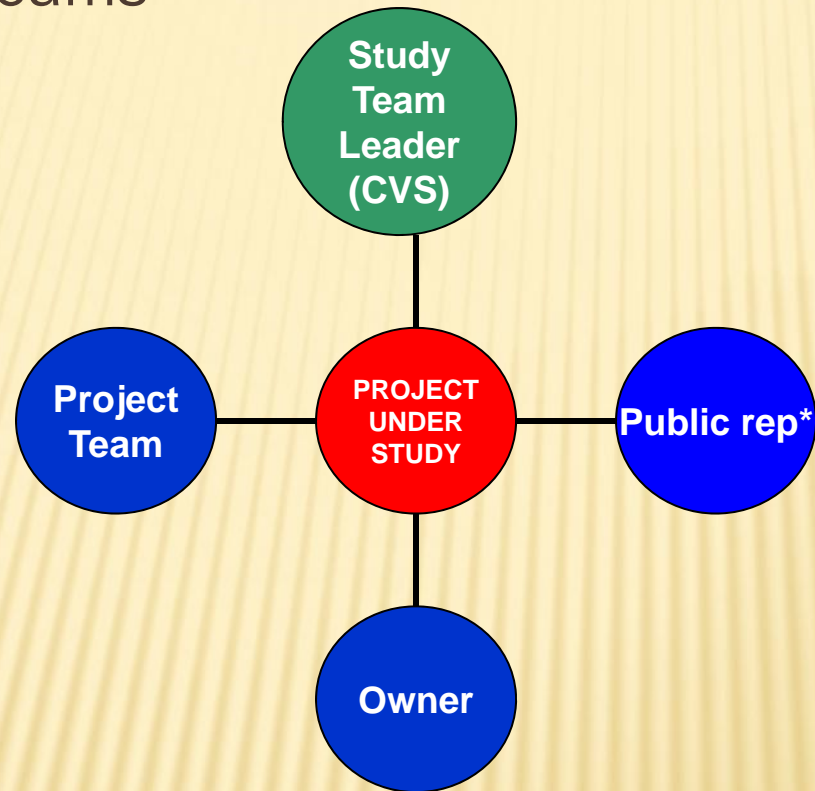 Study
Team
Leader
(CVS)
Project
Team
PROJECT
UNDER
STUDY
Public rep*
Owner